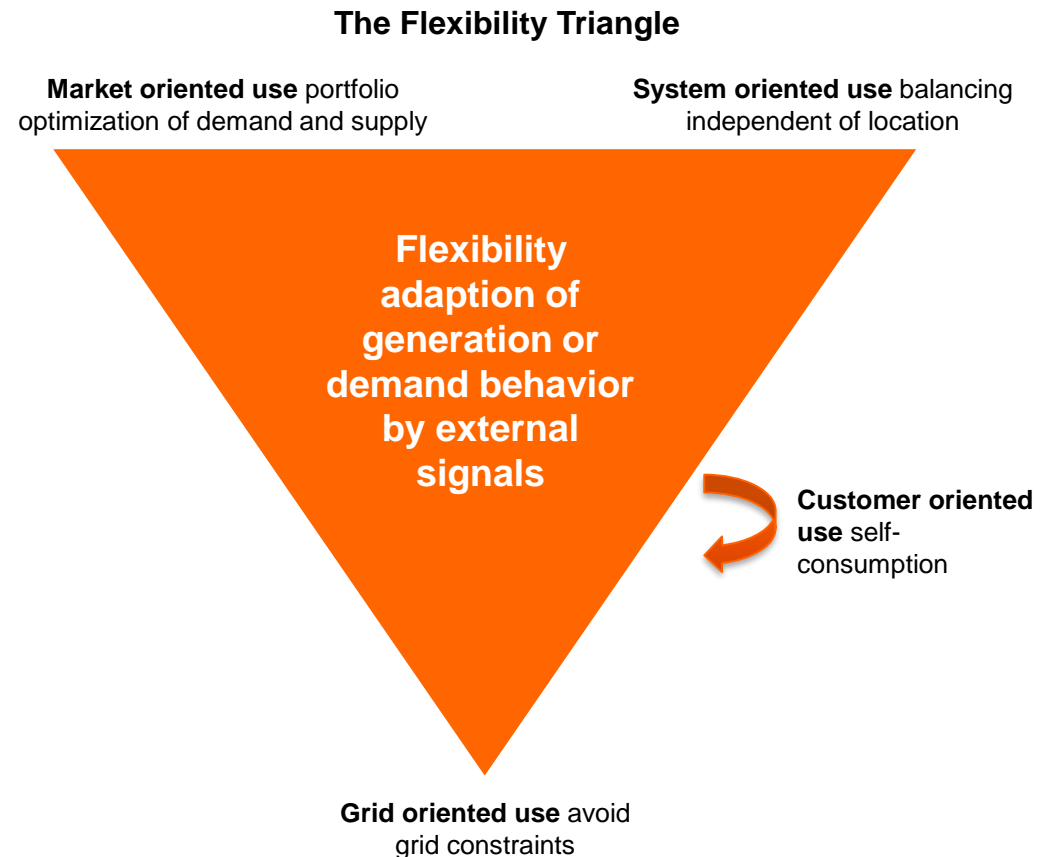 The Flexibility Triangle
Market oriented use portfolio
optimization of demand and supply
System oriented use balancing
independent of location
Flexibility
adaption of
generation or
demand behavior
by external
signals
Customer oriented
use self-
consumption
Grid oriented use avoid
grid constraints